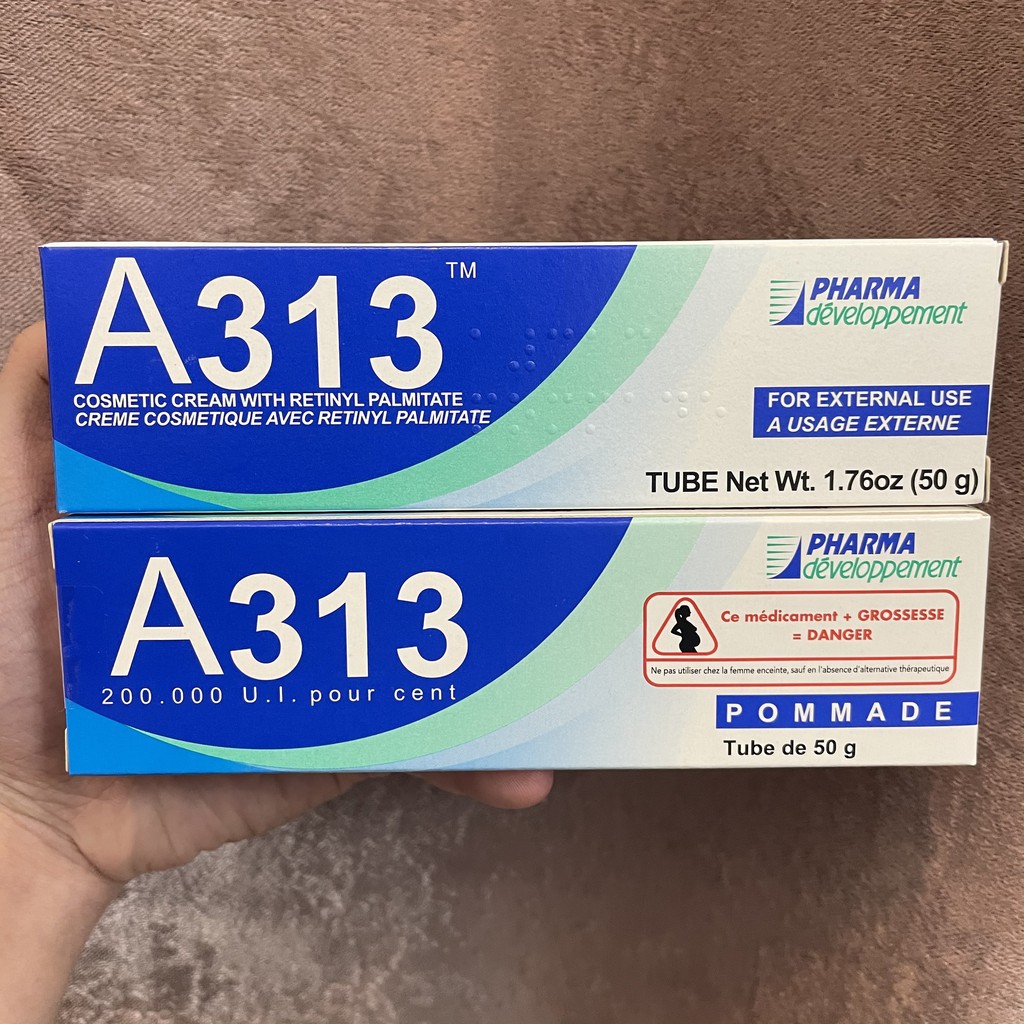 A313™
COSMETIC CREAM WITH RETINYL PALMITATE
CREME COSMETIQUE AVEC RETINYL PALMITATE
PHARMA
développement
FOR EXTERNAL USE
A USAGE EXTERNE
TUBE Net Wt. 1.76oz (50 g)
A313
200.000 U.I. pour cent
PHARMA
développement
Ce médicament + GROSSESSE
= DANGER
Ne pas utiliser chez la femme enceinte, sauf en l'absence d'alternative thérapeutique
POMMADE
Tube de 50 g